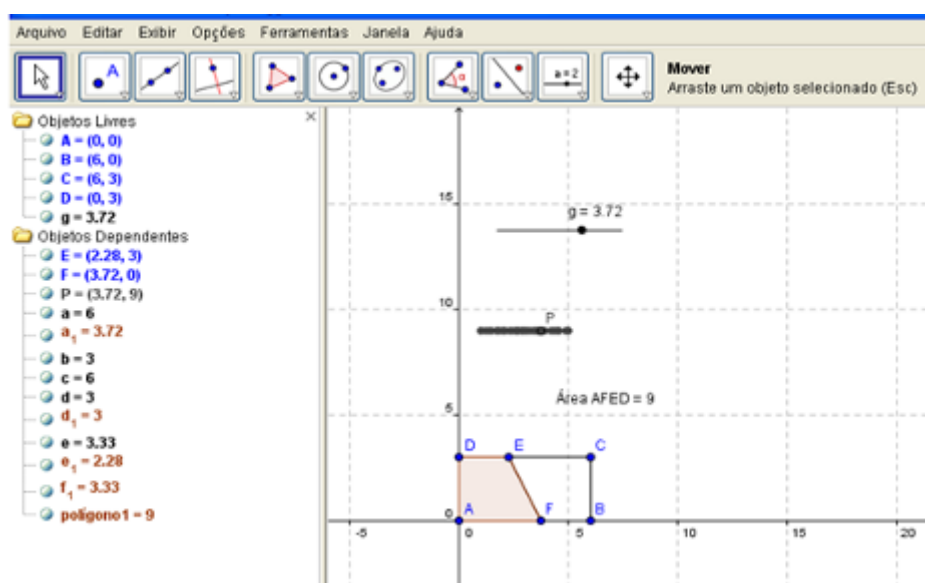 Arquivo Editar Exibir Opções Ferramentas Janela Ajuda
A
α
a=2
Mover
Arraste um objeto selecionado (Esc)
Objetos Livres
A = (0, 0)
B = (6, 0)
C = (6, 3)
D = (0, 3)
g = 3.72
Objetos Dependentes
E = (2.28, 3)
F = (3.72, 0)
P = (3.72, 9)
a = 6
a₁ = 3.72
b = 3
c = 6
d = 3
d₁ = 3
e = 3.33
e₁ = 2.28
f₁ = 3.33
polígono1 = 9
15
g = 3.72
10
P
Área AFED = 9
5
D E C
0 A F B
-5 0 5 10 15 20